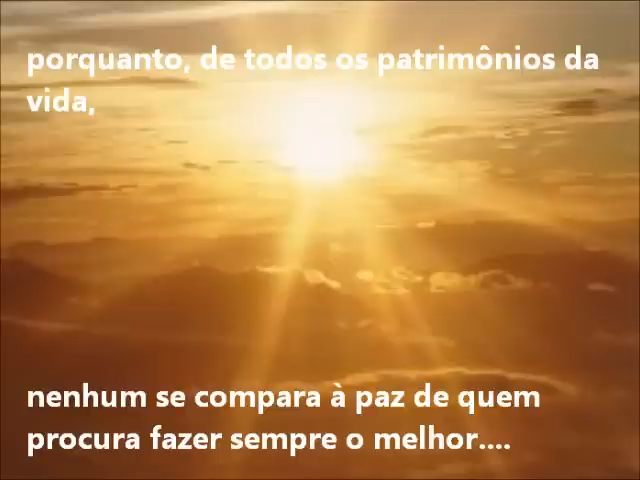 porquanto, de todos os patrimônios da
vida,
nenhum se compara à paz de quem
procura fazer sempre o melhor....